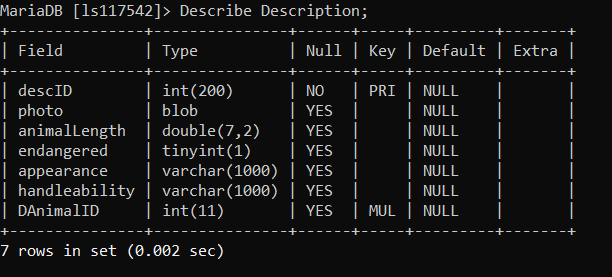 MariaDB [ls117542]> Describe Description;
+---------------+---------------+------+-----+---------+-------+
| Field         | Type          | Null | Key | Default | Extra |
+---------------+---------------+------+-----+---------+-------+
| descID        | int(200)      | NO   | PRI | NULL    |       |
| photo         | blob          | YES  |     | NULL    |       |
| animalLength  | double(7,2)   | YES  |     | NULL    |       |
| endangered    | tinyint(1)    | YES  |     | NULL    |       |
| appearance    | varchar(1000) | YES  |     | NULL    |       |
| handleability | varchar(1000) | YES  |     | NULL    |       |
| DAnimalID     | int(11)       | YES  | MUL | NULL    |       |
+---------------+---------------+------+-----+---------+-------+
7 rows in set (0.002 sec)